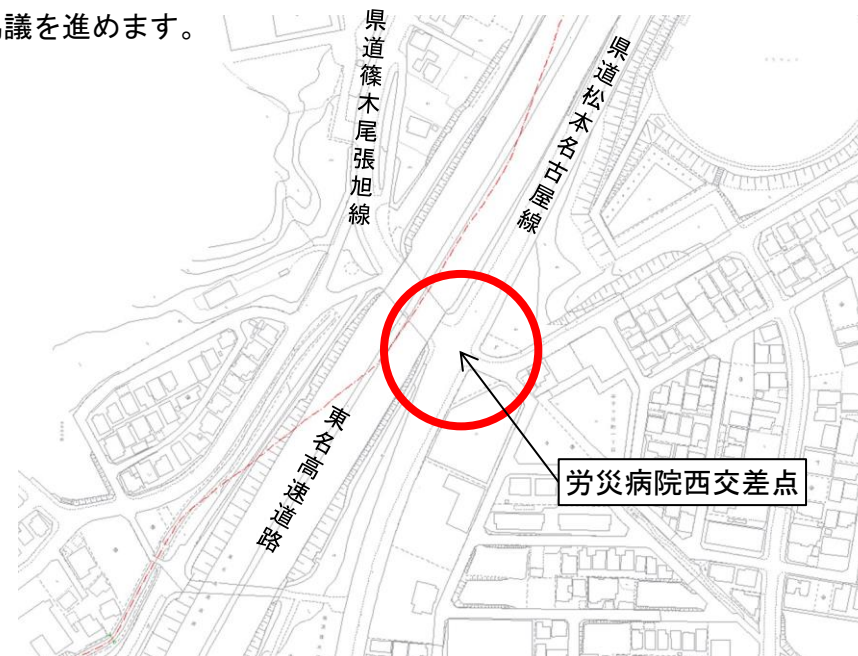 議を進めます。
県道篠木尾張旭線
県道松本名古屋線
東名高速道路
労災病院西交差点